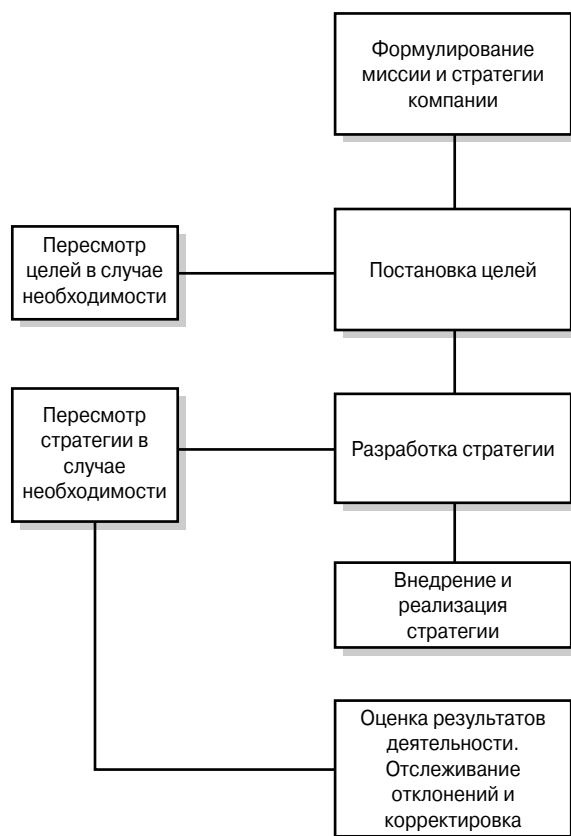 Формулирование
миссии и стратегии
компании
Пересмотр
целей в случае
необходимости
Постановка целей
Пересмотр
стратегии в
случае
необходимости
Разработка стратегии
Внедрение и
реализация
стратегии
Оценка результатов
деятельности.
Отслеживание
отклонений и
корректировка